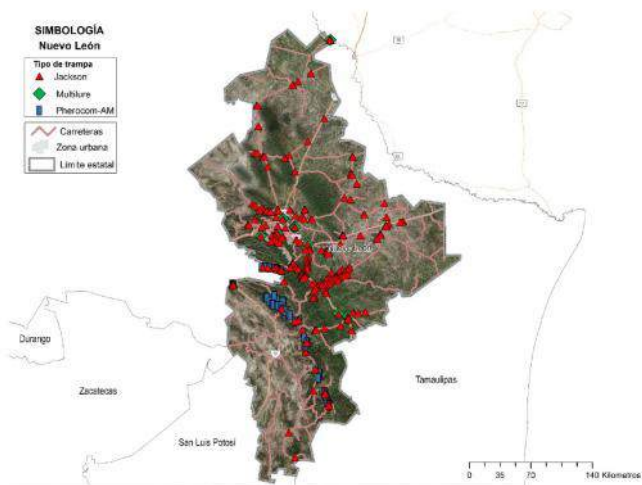 SIMBOLOGÍA
Nuevo León
Tipo de trampa
Jackson
Multilure
Pherocom-AM
Carreteras
Zona urbana
Límite estatal
Durango
Zacatecas
San Luis Potosí
Tamaulipas
0 35 70 140 Kilometros